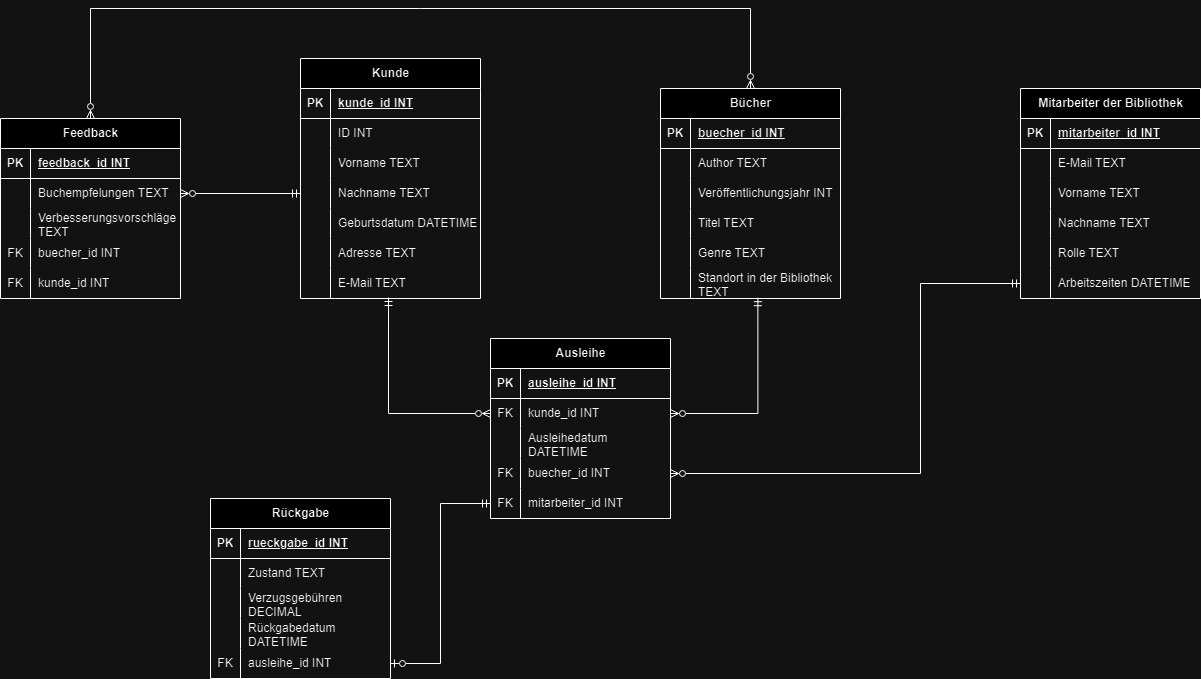 Kunde
PK kunde_id INT
ID INT
Vorname TEXT
Nachname TEXT
Geburtsdatum DATETIME
Adresse TEXT
E-Mail TEXT
Bücher
PK buecher_id INT
Author TEXT
Veröffentlichungsjahr INT
Titel TEXT
Genre TEXT
Standort in der Bibliothek
TEXT
Mitarbeiter der Bibliothek
PK mitarbeiter_id INT
E-Mail TEXT
Vorname TEXT
Nachname TEXT
Rolle TEXT
Arbeitszeiten DATETIME
Feedback
PK feedback_id INT
Buchempfelungen TEXT
Verbesserungsvorschläge
TEXT
FK buecher_id INT
FK kunde_id INT
Ausleihe
PK ausleihe_id INT
FK kunde_id INT
Ausleihedatum
DATETIME
FK buecher_id INT
FK mitarbeiter_id INT
Rückgabe
PK rueckgabe_id INT
Zustand TEXT
Verzugsgebühren
DECIMAL
Rückgabedatum
DATETIME
FK ausleihe_id INT